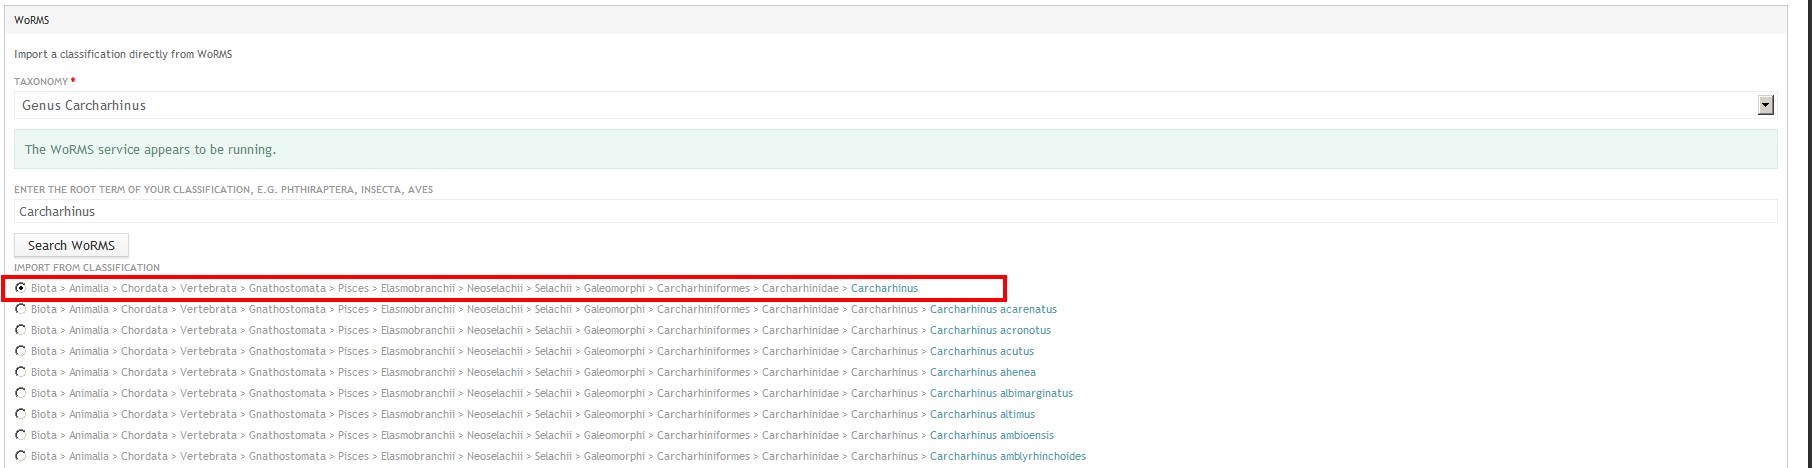 WoRMS
Import a classification directly from WoRMS
TAXONOMY *
Genus Carcharhinus
The WoRMS service appears to be running.
ENTER THE ROOT TERM OF YOUR CLASSIFICATION, E.G. PHTHIRAPTERA, INSECTA, AVES
Carcharhinus
Search WoRMS
IMPORT FROM CLASSIFICATION
Biota > Animalia > Chordata > Vertebrata > Gnathostomata > Pisces > Elasmobranchii > Neoselachii > Selachii > Galeomorphi > Carcharhiniformes > Carcharhinidae > Carcharhinus
Biota > Animalia > Chordata > Vertebrata > Gnathostomata > Pisces > Elasmobranchii > Neoselachii > Selachii > Galeomorphi > Carcharhiniformes > Carcharhinidae > Carcharhinus > Carcharhinus acarenatus
Biota > Animalia > Chordata > Vertebrata > Gnathostomata > Pisces > Elasmobranchii > Neoselachii > Selachii > Galeomorphi > Carcharhiniformes > Carcharhinidae > Carcharhinus > Carcharhinus acronotus
Biota > Animalia > Chordata > Vertebrata > Gnathostomata > Pisces > Elasmobranchii > Neoselachii > Selachii > Galeomorphi > Carcharhiniformes > Carcharhinidae > Carcharhinus > Carcharhinus acutus
Biota > Animalia > Chordata > Vertebrata > Gnathostomata > Pisces > Elasmobranchii > Neoselachii > Selachii > Galeomorphi > Carcharhiniformes > Carcharhinidae > Carcharhinus > Carcharhinus ahenea
Biota > Animalia > Chordata > Vertebrata > Gnathostomata > Pisces > Elasmobranchii > Neoselachii > Selachii > Galeomorphi > Carcharhiniformes > Carcharhinidae > Carcharhinus > Carcharhinus albimarginatus
Biota > Animalia > Chordata > Vertebrata > Gnathostomata > Pisces > Elasmobranchii > Neoselachii > Selachii > Galeomorphi > Carcharhiniformes > Carcharhinidae > Carcharhinus > Carcharhinus altimus
Biota > Animalia > Chordata > Vertebrata > Gnathostomata > Pisces > Elasmobranchii > Neoselachii > Selachii > Galeomorphi > Carcharhiniformes > Carcharhinidae > Carcharhinus > Carcharhinus ambioensis
Biota > Animalia > Chordata > Vertebrata > Gnathostomata > Pisces > Elasmobranchii > Neoselachii > Selachii > Galeomorphi > Carcharhiniformes > Carcharhinidae > Carcharhinus > Carcharhinus amblyrhinchoides